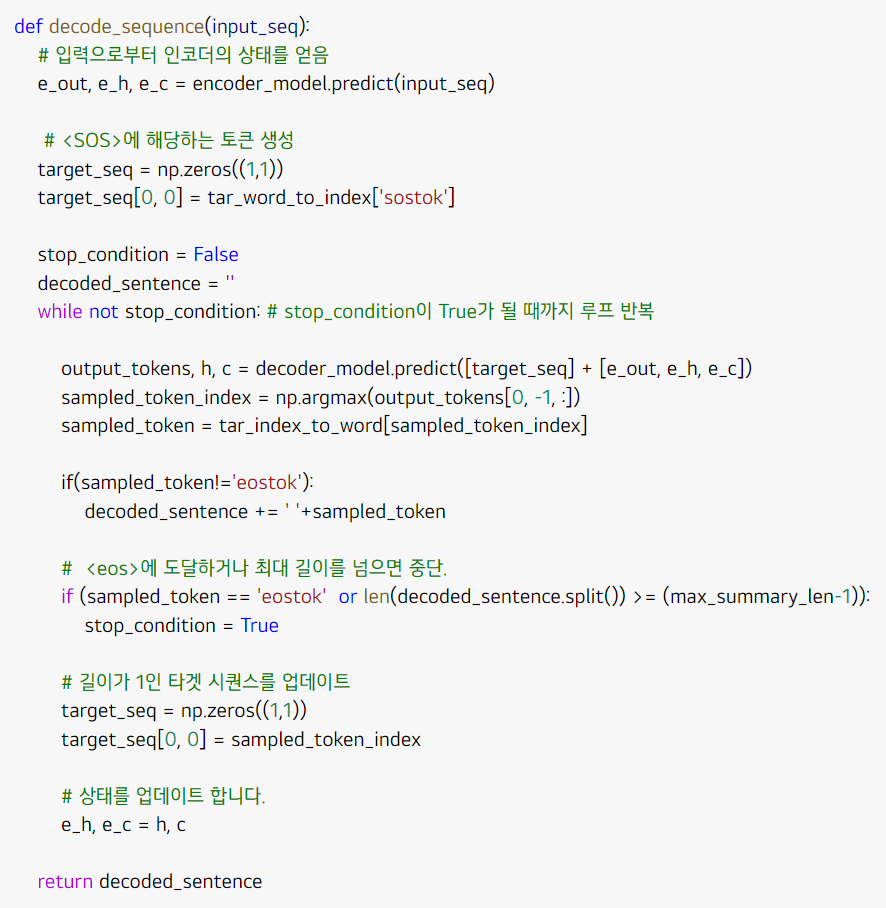 def decode_sequence(input_seq):
# 입력으로부터 인코더의 상태를 얻음
e_out, e_h, e_c = encoder_model.predict(input_seq)
# <SOS>에 해당하는 토큰 생성
target_seq = np.zeros((1,1))
target_seq[0, 0] = tar_word_to_index['sostok']
stop_condition = False
decoded_sentence = ''
while not stop_condition: # stop_condition이 True가 될 때까지 루프 반복
output_tokens, h, c = decoder_model.predict([target_seq] + [e_out, e_h, e_c])
sampled_token_index = np.argmax(output_tokens[0, -1, :])
sampled_token = tar_index_to_word[sampled_token_index]
if(sampled_token!='eostok'):
decoded_sentence += ' '+sampled_token
#  <eos>에 도달하거나 최대 길이를 넘으면 중단.
if (sampled_token == 'eostok'  or len(decoded_sentence.split()) >= (max_summary_len-1)):
stop_condition = True
# 길이가 1인 타겟 시퀀스를 업데이트
target_seq = np.zeros((1,1))
target_seq[0, 0] = sampled_token_index
# 상태를 업데이트 합니다.
e_h, e_c = h, c
return decoded_sentence